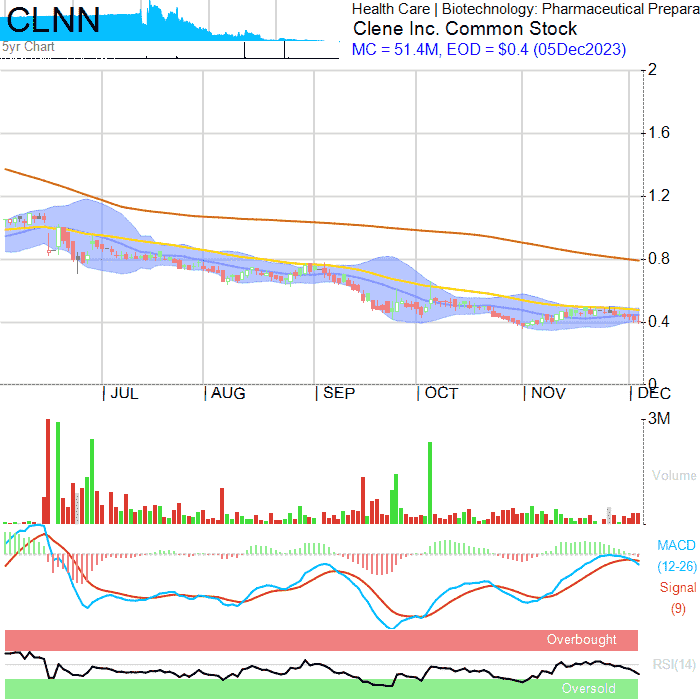 CLNN
5yr Chart
Health Care | Biotechnology: Pharmaceutical Prepara
Clene Inc. Common Stock
MC = 51.4M, EOD = $0.4 (05Dec2023)
2
1.6
1.2
0.8
0.4
0
JUL AUG SEP OCT NOV DEC
3M
Volume
MACD
(12-26)
Signal
(9)
Overbought
RSI(14)
Oversold